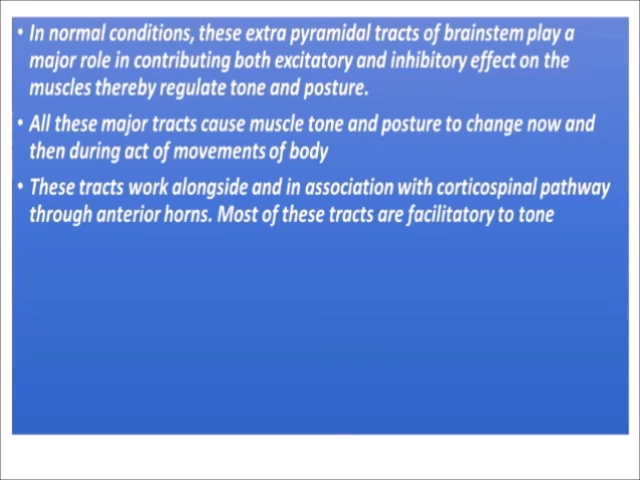 • In normal conditions, these extra pyramidal tracts of brainstem play a
major role in contributing both excitatory and inhibitory effect on the
muscles thereby regulate tone and posture.
• All these major tracts cause muscle tone and posture to change now and
then during act of movements of body
• These tracts work alongside and in association with corticospinal pathway
through anterior horns. Most of these tracts are facilitatory to tone